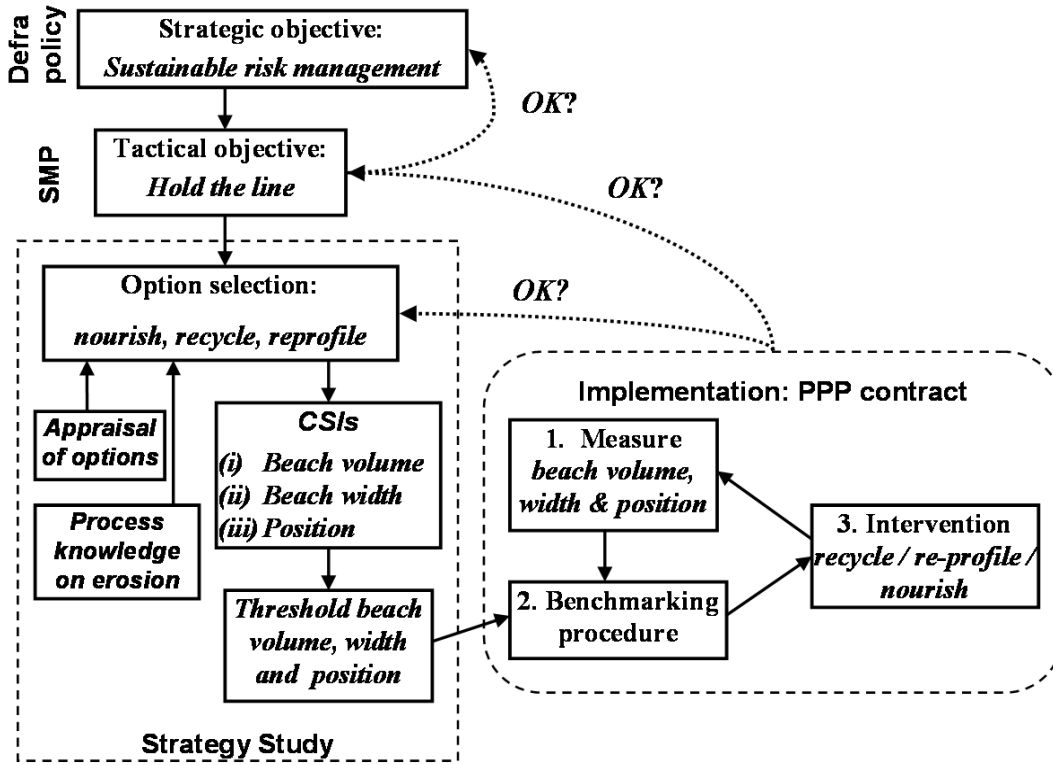 Defra
policy
Strategic objective:
Sustainable risk management
OK?
SMP
Tactical objective:
Hold the line
OK?
Option selection:
nourish, recycle, reprofile
OK?
Appraisal
of options
Process
knowledge
on erosion
CSIs
(i) Beach volume
(ii) Beach width
(iii) Position
Threshold beach
volume, width
and position
Strategy Study
Implementation: PPP contract
1. Measure
beach volume,
width & position
2. Benchmarking
procedure
3. Intervention
recycle / re-profile /
nourish